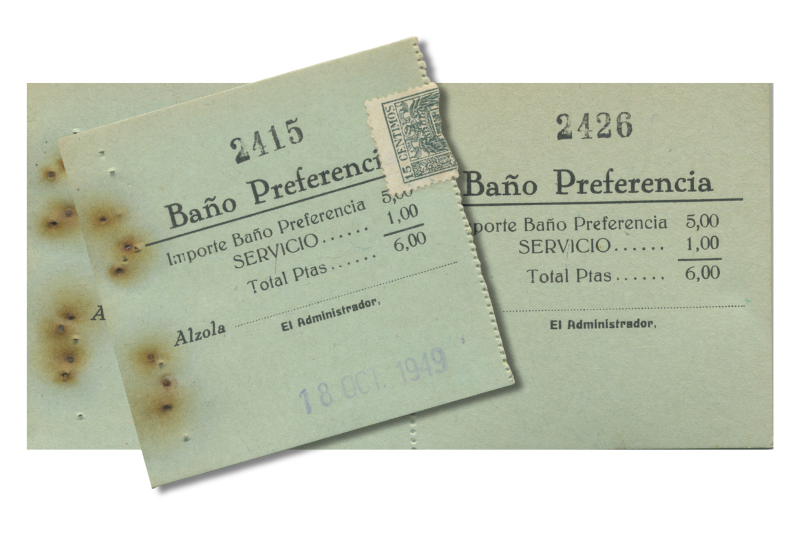 2415
Baño Preferenci
Importe Baño Preferencia 5,00
SERVICIO...... 1,00
Total Ptas...... 6,00
Alzola
El Administrador,
18 OCT. 1949
15 CENTIMOS
2426
Baño Preferencia
porte Baño Preferencia 5,00
SERVICIO...... 1,00
Total Ptas...... 6,00
El Administrador,
A